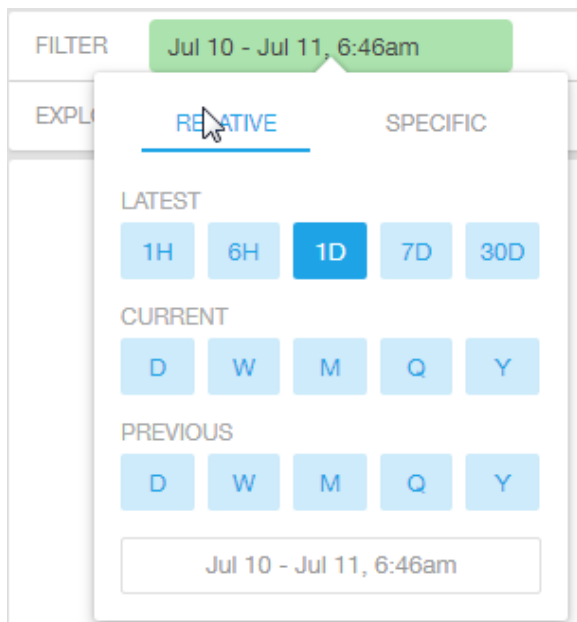 FILTER Jul 10 - Jul 11, 6:46am
EXPLO
RELATIVE SPECIFIC
LATEST
1H 6H 1D 7D 30D
CURRENT
D W M Q Y
PREVIOUS
D W M Q Y
Jul 10 - Jul 11, 6:46am